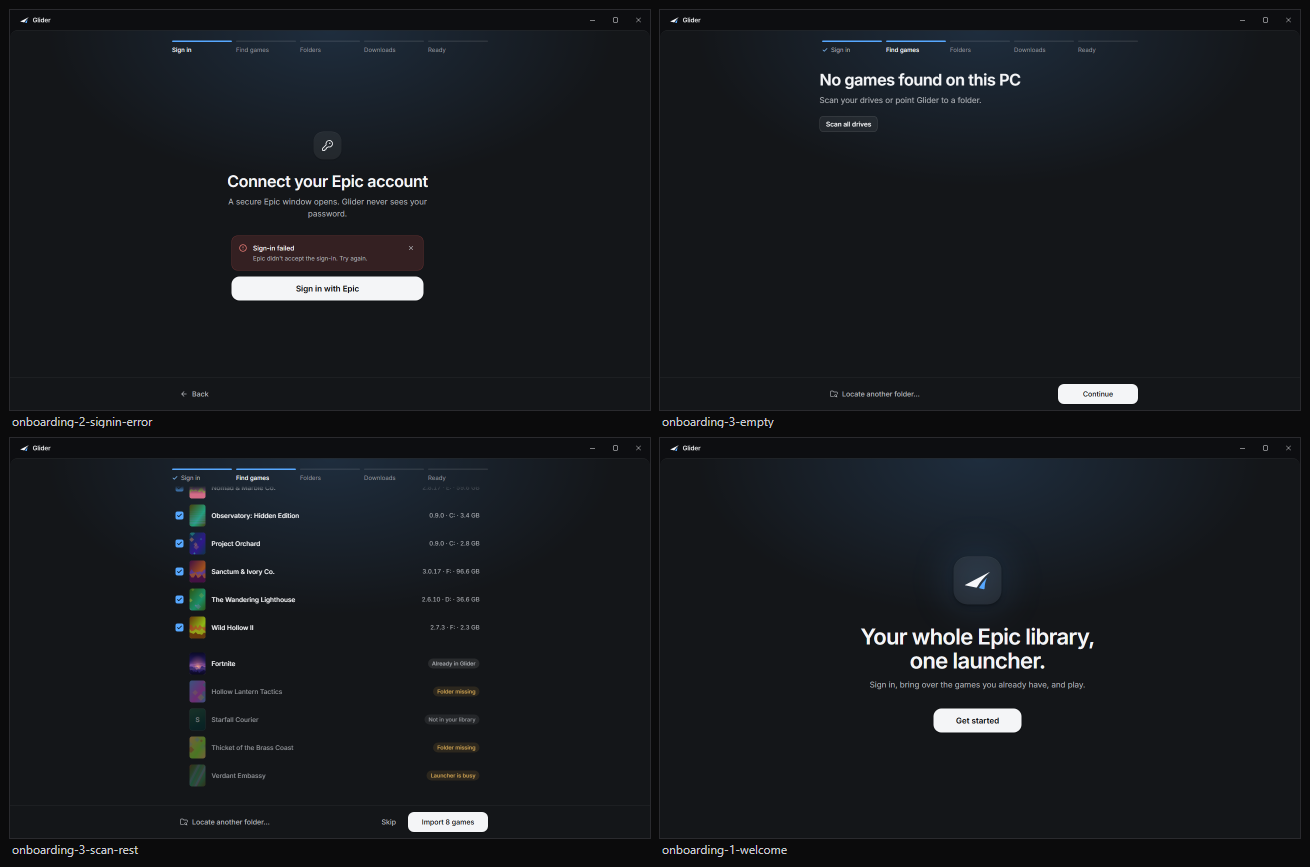 Glider
Sign in
Find games
Folders
Downloads
Ready
Connect your Epic account
A secure Epic window opens. Glider never sees your
password.
Sign-in failed
Epic didn't accept the sign-in. Try again.
Sign in with Epic
Back
onboarding-2-signin-error
Glider
Sign in
Find games
Folders
Downloads
Ready
No games found on this PC
Scan your drives or point Glider to a folder.
Scan all drives
Locate another folder...
Continue
onboarding-3-empty
Glider
Sign in
Find games
Folders
Downloads
Ready
Observatory: Hidden Edition
0.9.0 · C: · 3.4 GB
Project Orchard
0.9.0 · C: · 2.8 GB
Sanctum & Ivory Co.
3.0.17 · F: · 96.6 GB
The Wandering Lighthouse
2.6.10 · D: · 36.6 GB
Wild Hollow II
2.7.3 · F: · 2.3 GB
Fortnite
Already in Glider
Hollow Lantern Tactics
Folder missing
S
Starfall Courier
Not in your library
Thicket of the Brass Coast
Folder missing
Verdant Embassy
Launcher is busy
Locate another folder...
Skip
Import 8 games
onboarding-3-scan-rest
Glider
Your whole Epic library,
one launcher.
Sign in, bring over the games you already have, and play.
Get started
onboarding-1-welcome